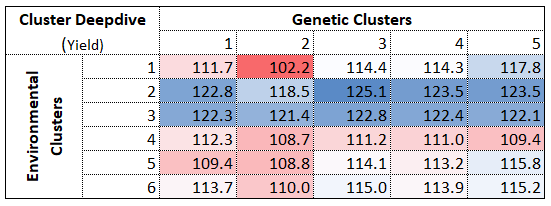 Cluster Deepdive Genetic Clusters
(Yield) 1 2 3 4 5
Environmental Clusters
1 111.7 102.2 114.4 114.3 117.8
2 122.8 118.5 125.1 123.5 123.5
3 122.3 121.4 122.8 122.4 122.1
4 112.3 108.7 111.2 111.0 109.4
5 109.4 108.8 114.1 113.2 115.8
6 113.7 110.0 115.0 113.9 115.2